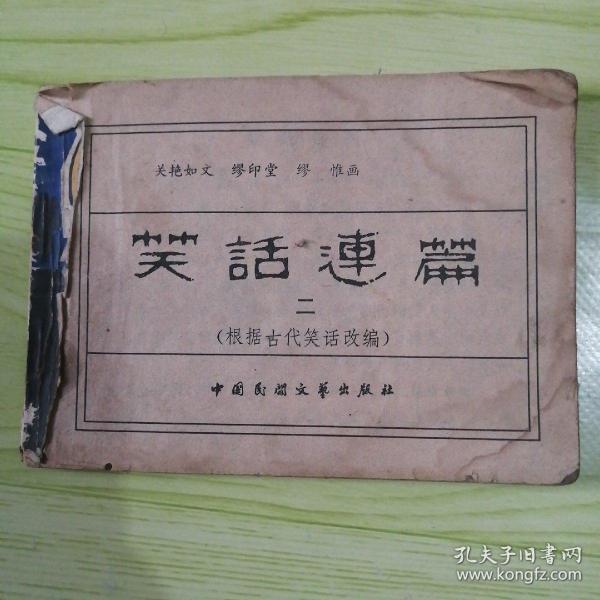 关艳如文 缪印堂 缪惟画
笑話連篇
二
(根据古代笑话改编)
中国民间文艺出版社
孔夫子旧书网
www.kongfz.com